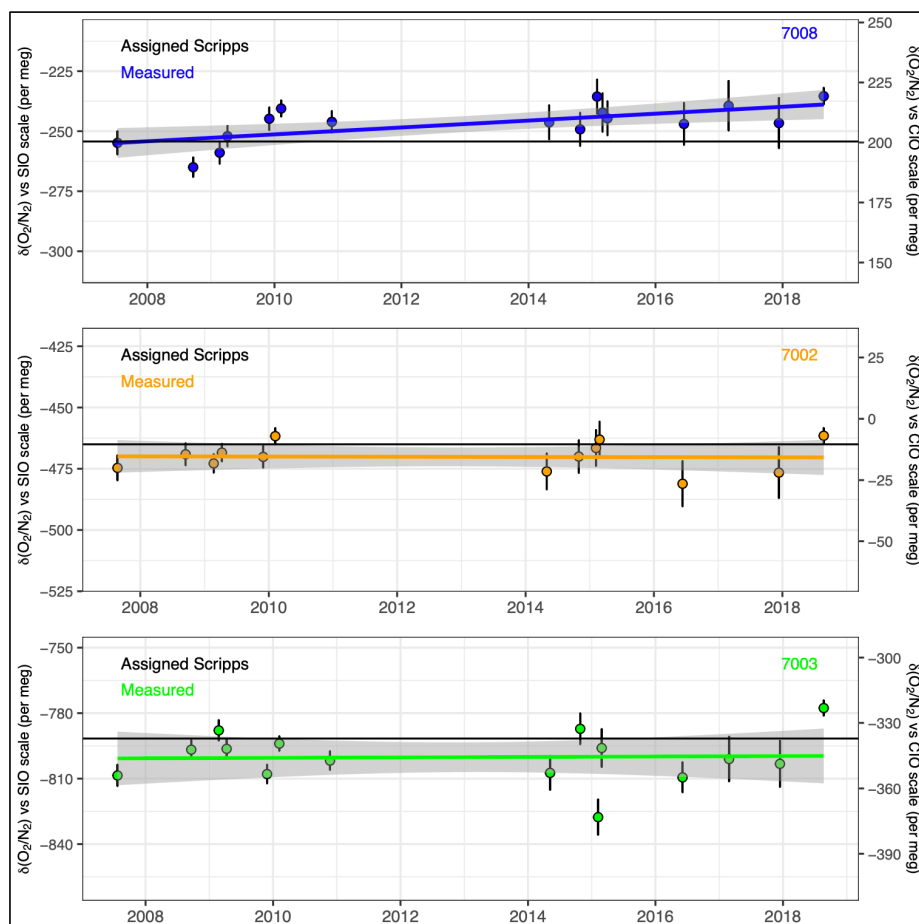 δ(O₂/N₂) vs SIO scale (per meg)
Assigned Scripps
Measured
7008
−225
−250
−275
−300
250
225
200
175
150
δ(O₂/N₂) vs CIO scale (per meg)
2008 2010 2012 2014 2016 2018
δ(O₂/N₂) vs SIO scale (per meg)
Assigned Scripps
Measured
7002
−425
−450
−475
−500
−525
25
0
−25
−50
δ(O₂/N₂) vs CIO scale (per meg)
2008 2010 2012 2014 2016 2018
δ(O₂/N₂) vs SIO scale (per meg)
Assigned Scripps
Measured
7003
−750
−780
−810
−840
−300
−330
−360
−390
δ(O₂/N₂) vs CIO scale (per meg)
2008 2010 2012 2014 2016 2018